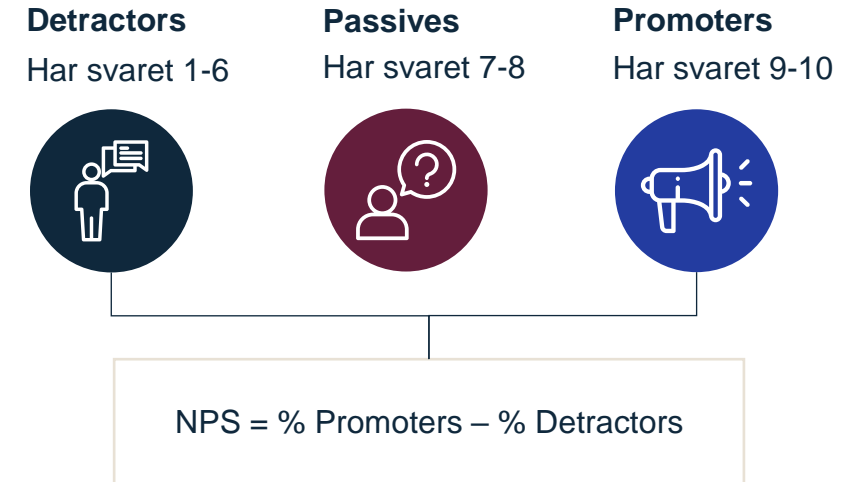 Detractors
Har svaret 1-6
Passives
Har svaret 7-8
Promoters
Har svaret 9-10
?
NPS = % Promoters – % Detractors